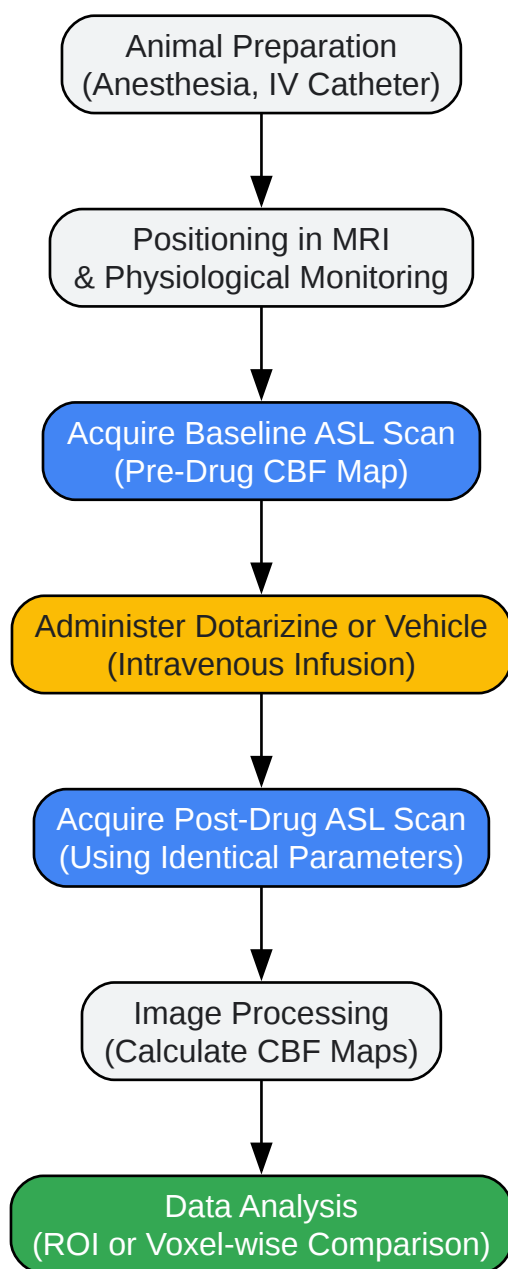 Animal Preparation
(Anesthesia, IV Catheter)
Positioning in MRI
& Physiological Monitoring
Acquire Baseline ASL Scan
(Pre-Drug CBF Map)
Administer Dotarizine or Vehicle
(Intravenous Infusion)
Acquire Post-Drug ASL Scan
(Using Identical Parameters)
Image Processing
(Calculate CBF Maps)
Data Analysis
(ROI or Voxel-wise Comparison)